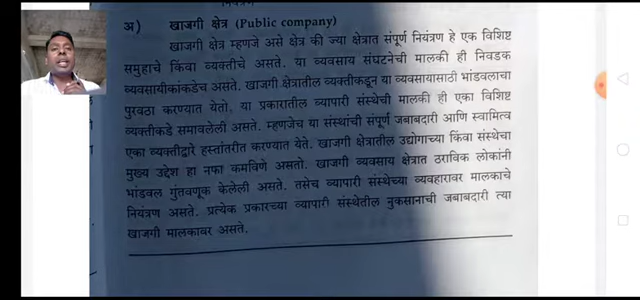 अ) खाजगी क्षेत्र (Public company)
खाजगी क्षेत्र म्हणजे असे क्षेत्र की ज्या क्षेत्रात संपूर्ण नियंत्रण हे एक विशिष्ट
समुहाचे किंवा व्यक्तीचे असते. या व्यवसाय संघटनेची मालकी ही निवडक
व्यवसायीकांकडेच असते. खाजगी क्षेत्रातील व्यक्तीकडुन या व्यवसायासाठी भांडवलाचा
पुरवठा करण्यात येतो. या प्रकारातील व्यापारी संस्थेची मालकी ही एका विशिष्ट
व्यक्तीकडे समावलेली असते. म्हणजेच या संस्थांची संपूर्ण जबाबदारी आणि स्वामित्व
एका व्यक्तीद्वारे हस्तांतरीत करण्यात येते. खाजगी क्षेत्रातील उद्योगाच्या किंवा संस्थेचा
मुख्य उद्देश हा नफा कमविणे असतो. खाजगी व्यवसाय क्षेत्रात ठराविक लोकांनी
भांडवल गुंतवणूक केलेली असते. तसेच व्यापारी संस्थेच्या व्यवहारावर मालकाचे
नियंत्रण असते. प्रत्येक प्रकारच्या व्यापारी संस्थेतील नुकसानाची जबाबदारी त्या
खाजगी मालकावर असते.